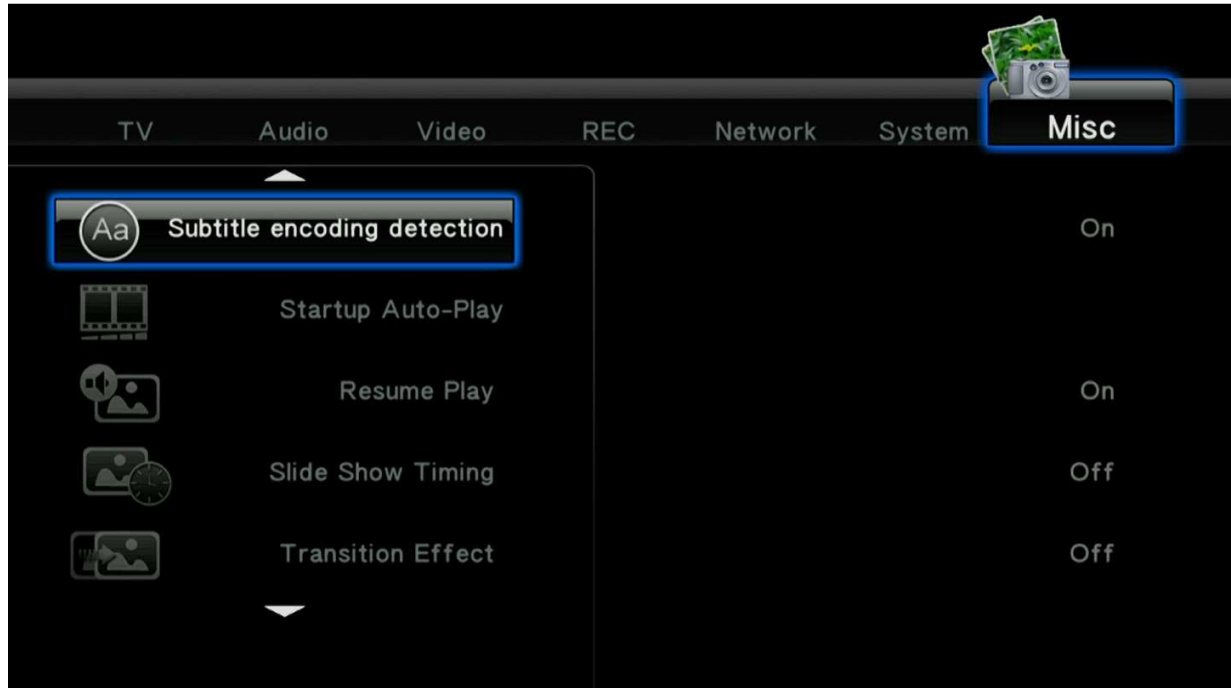 TV Audio Video REC Network System Misc
Aa Subtitle encoding detection On
Startup Auto-Play
Resume Play On
Slide Show Timing Off
Transition Effect Off